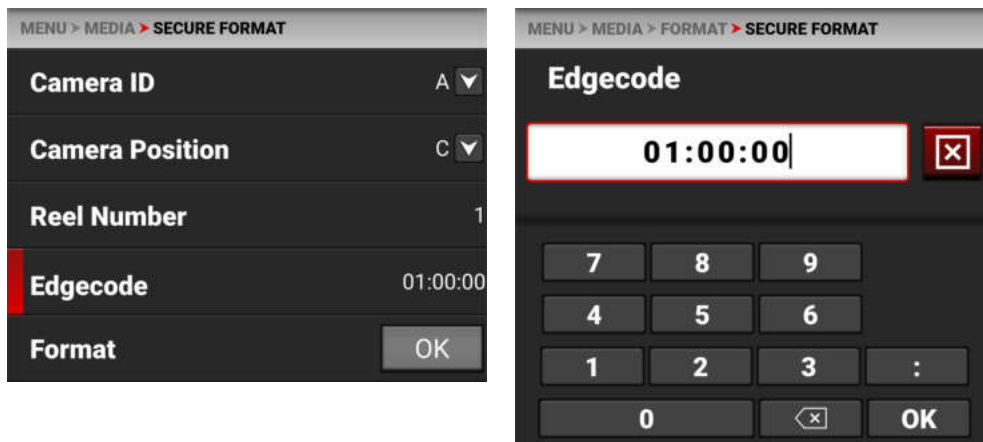 MENU > MEDIA > SECURE FORMAT
Camera ID A
Camera Position C
Reel Number 1
Edgecode 01:00:00
Format OK
MENU > MEDIA > FORMAT > SECURE FORMAT
Edgecode
01:00:00
7 8 9
4 5 6
1 2 3 :
0 OK